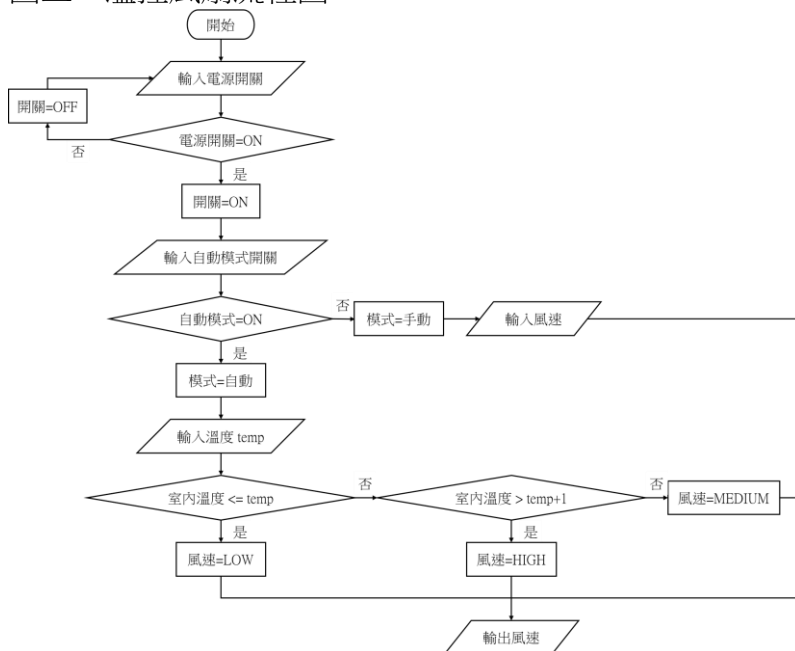 開始
輸入電源開關
開關=OFF
電源開關=ON
否
是
開關=ON
輸入自動模式開關
自動模式=ON
否
模式=手動
輸入風速
是
模式=自動
輸入溫度 temp
室內溫度 <= temp
否
室內溫度 > temp+1
否
風速=MEDIUM
是
是
風速=LOW
風速=HIGH
輸出風速